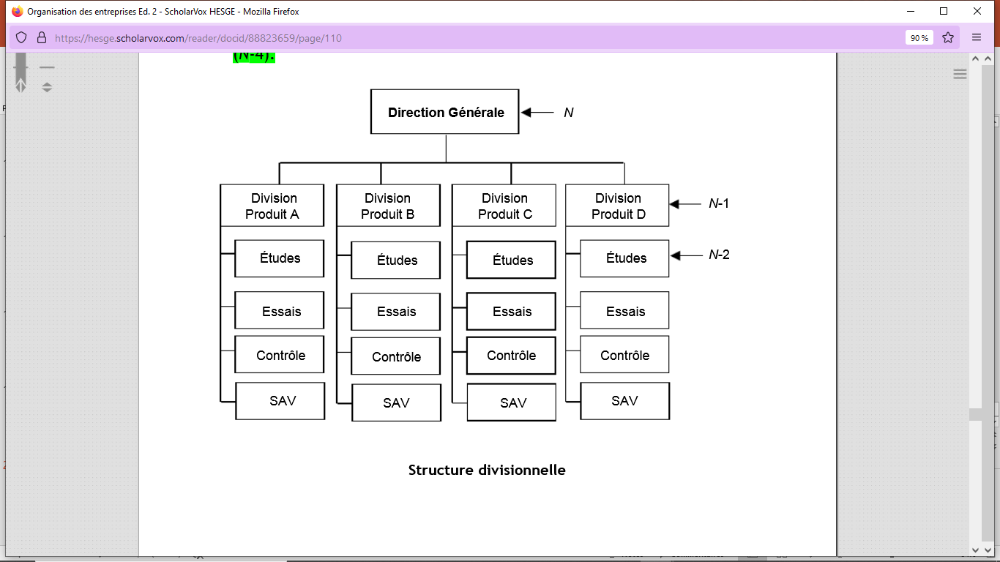 Organisation des entreprises Ed. 2 - ScholarVox HESGE - Mozilla Firefox
https://hesge.scholarvox.com/reader/docid/88823659/page/110
90 %
(N-4).
Direction Générale
N
Division Produit A
Division Produit B
Division Produit C
Division Produit D
N-1
Études
Études
Études
Études
N-2
Essais
Essais
Essais
Essais
Contrôle
Contrôle
Contrôle
Contrôle
SAV
SAV
SAV
SAV
Structure divisionnelle